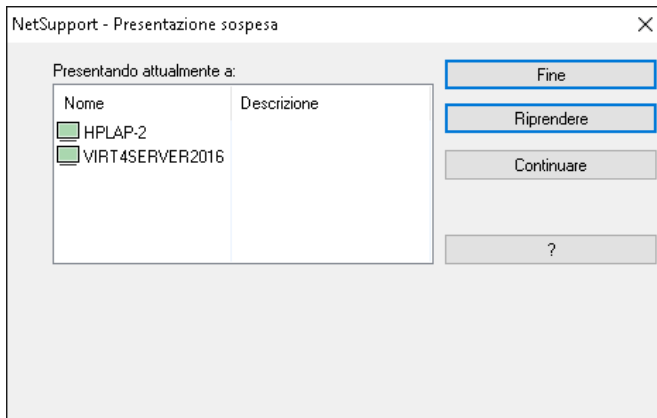 NetSupport - Presentazione sospesa
Presentando attualmente a:
Nome Descrizione
HPLAP-2
VIRT4SERVER2016
Fine
Riprendere
Continuare
?